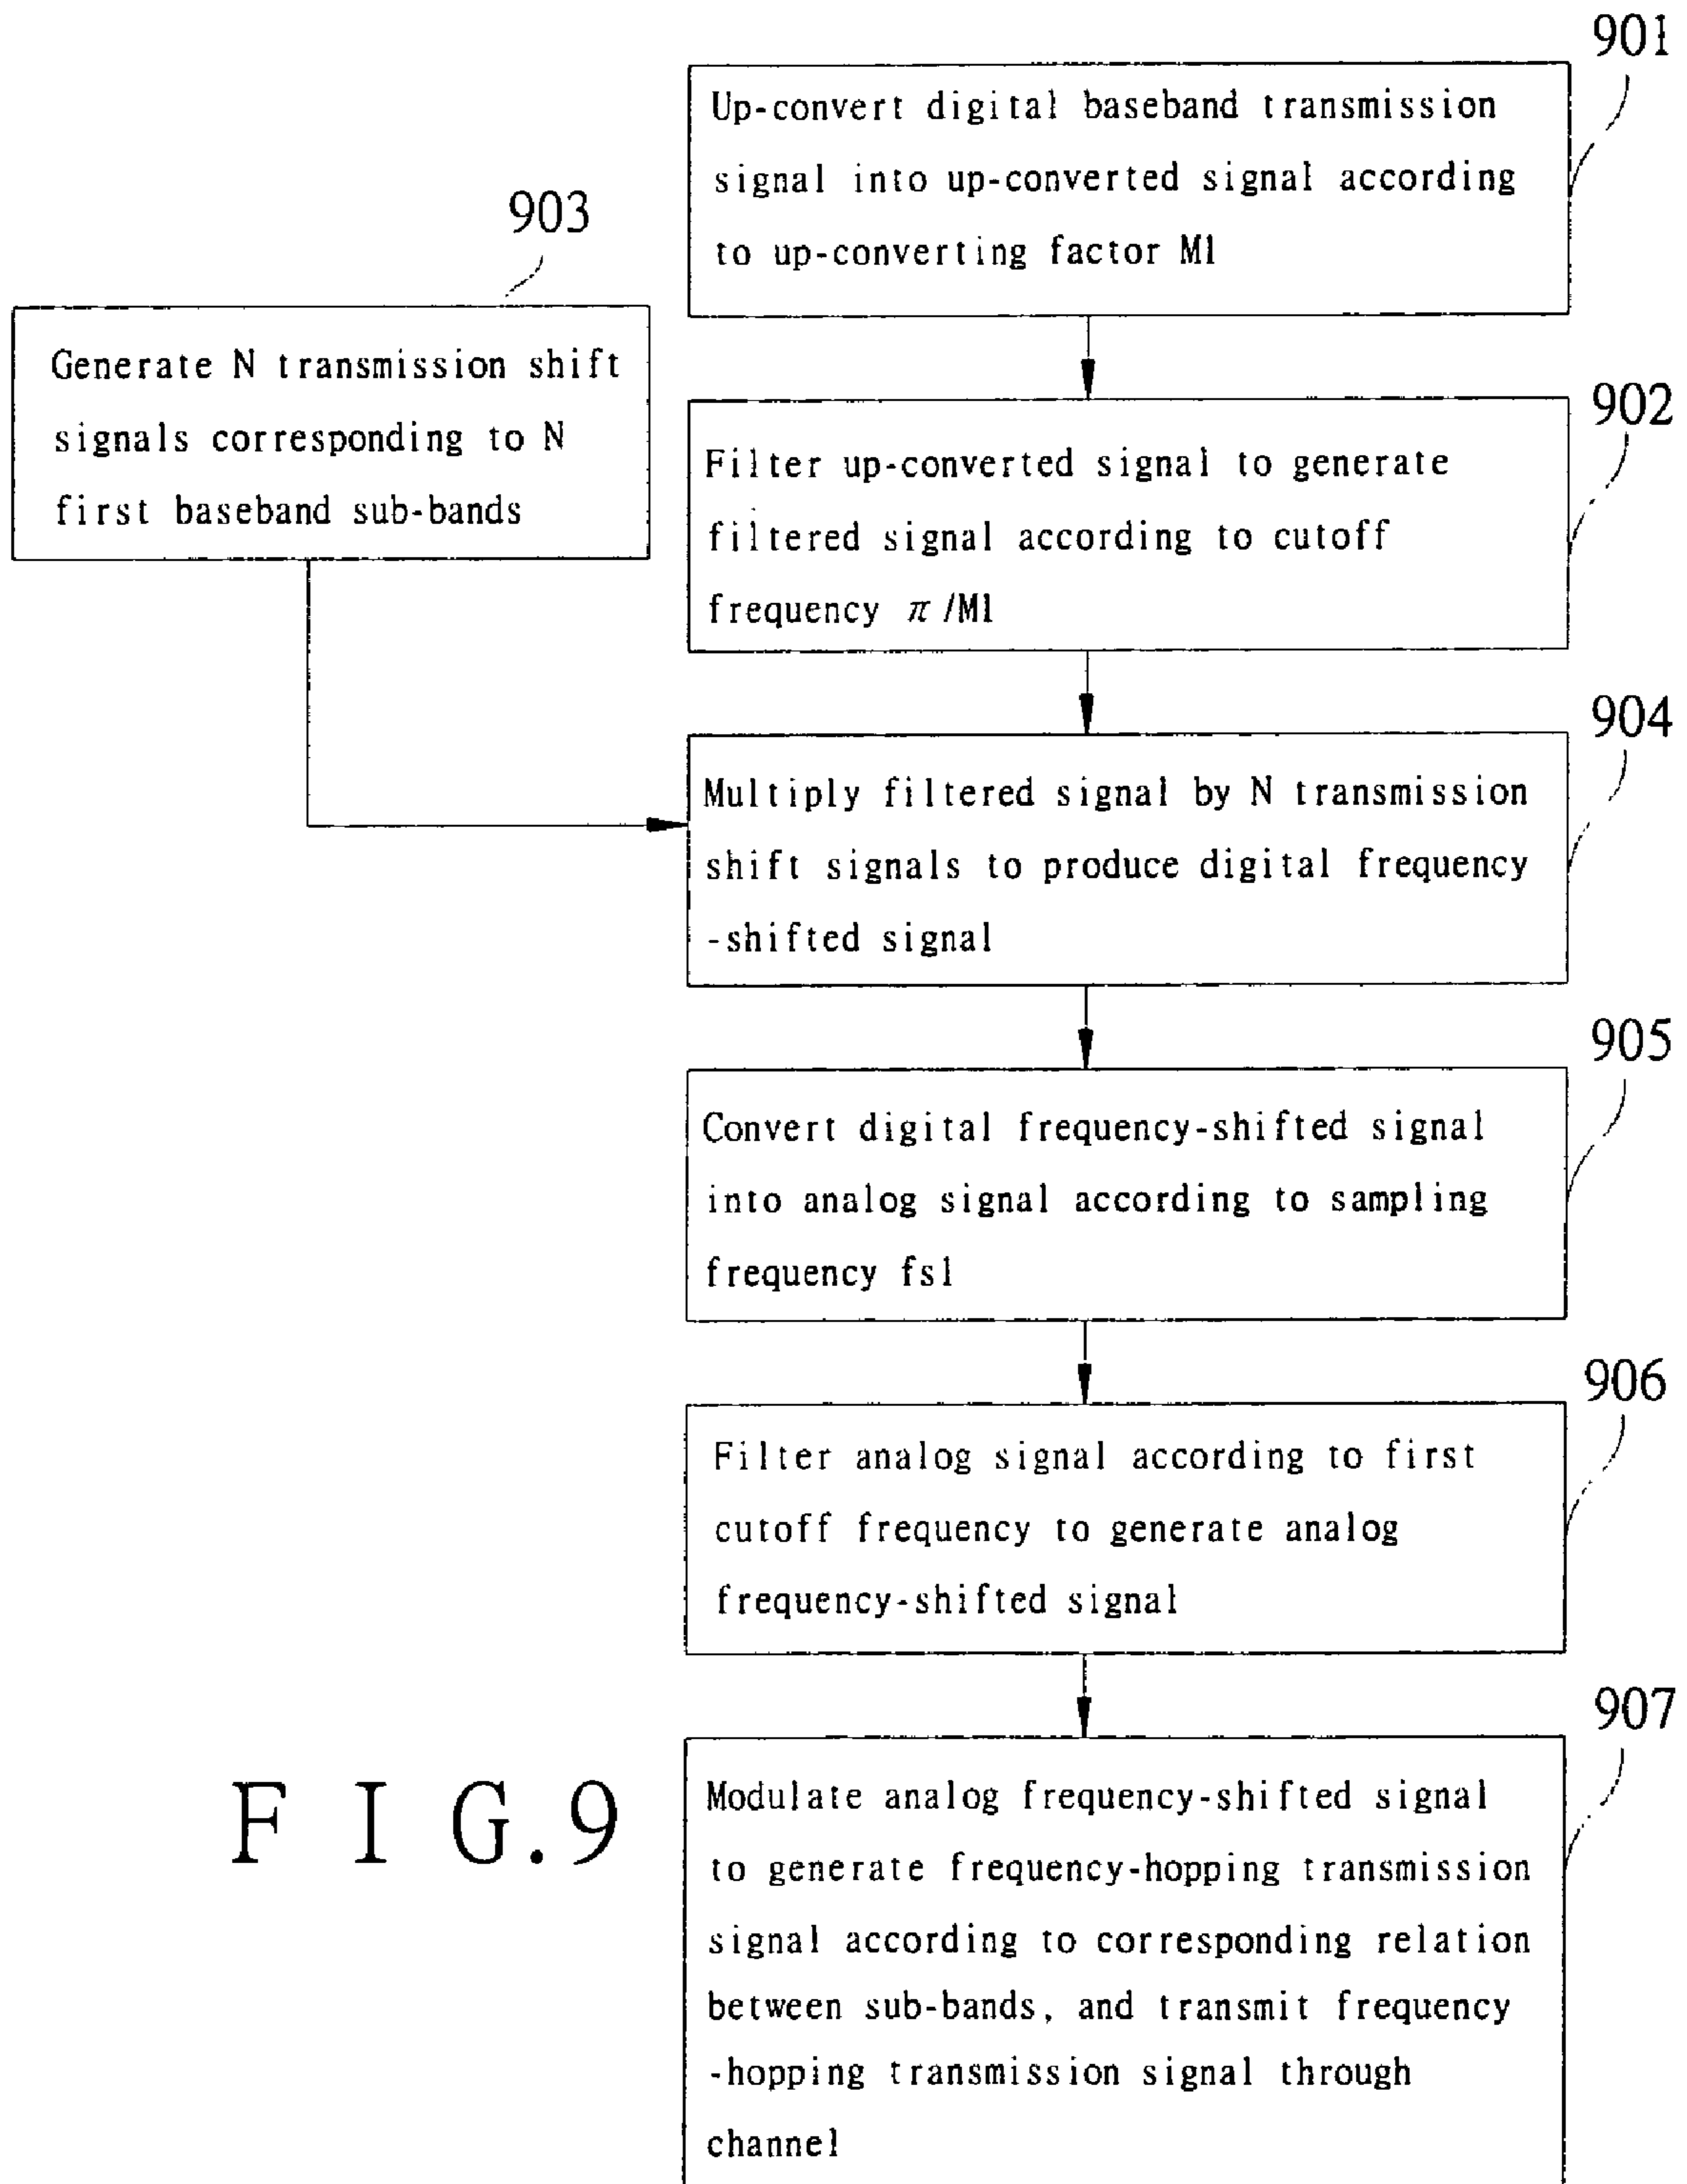 901
Up-convert digital baseband transmission
signal into up-converted signal according
to up-converting factor M1
903
Generate N transmission shift
signals corresponding to N
first baseband sub-bands
902
Filter up-converted signal to generate
filtered signal according to cutoff
frequency π/M1
904
Multiply filtered signal by N transmission
shift signals to produce digital frequency
-shifted signal
905
Convert digital frequency-shifted signal
into analog signal according to sampling
frequency fs1
906
Filter analog signal according to first
cutoff frequency to generate analog
frequency-shifted signal
907
Modulate analog frequency-shifted signal
to generate frequency-hopping transmission
signal according to corresponding relation
between sub-bands, and transmit frequency
-hopping transmission signal through
channel
FIG.9